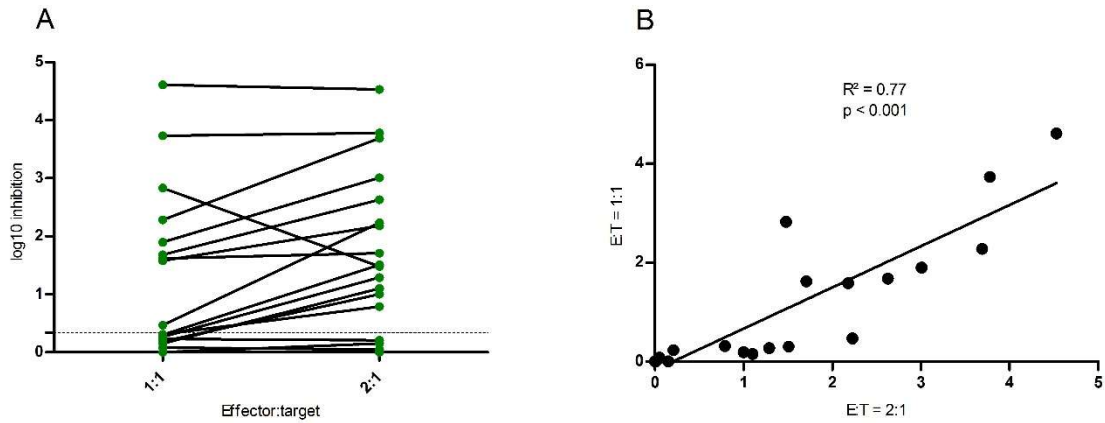 A
5
4
3
2
1
0
log10 inhibition
1:1
2:1
Effector:target
B
6
4
2
0
R² = 0.77
p < 0.001
E:T = 1:1
0 1 2 3 4 5
E:T = 2:1